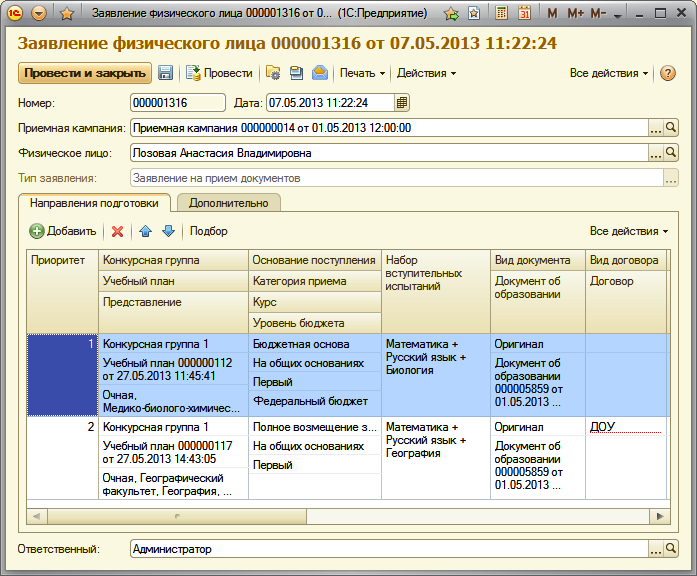 Заявление физического лица 000001316 от 0... (1С:Предприятие)
M M+ M-
31
Заявление физического лица 000001316 от 07.05.2013 11:22:24
Провести и закрыть Провести Печать Действия Все действия ?
Номер: 000001316 Дата: 07.05.2013 11:22:24
Приемная кампания: Приемная кампания 000000014 от 01.05.2013 12:00:00 ...
Физическое лицо: Лозовая Анастасия Владимировна ...
Тип заявления: Заявление на прием документов ...
Направления подготовки Дополнительно
Добавить Подбор Все действия
Приоритет
Конкурсная группа
Учебный план
Представление
Основание поступления
Категория приема
Курс
Уровень бюджета
Набор
вступительных
испытаний
Вид документа
Документ об
образовании
Вид договора
Договор
1
Конкурсная группа 1
Учебный план 000000112
от 27.05.2013 11:45:41
Очная,
Медико-биолого-химичес...
Бюджетная основа
На общих основаниях
Первый
Федеральный бюджет
Математика +
Русский язык +
Биология
Оригинал
Документ об
образовании
000005859 от
01.05.2013 ...
2
Конкурсная группа 1
Учебный план 000000117
от 27.05.2013 14:43:05
Очная, Географический
факультет, География, ...
Полное возмещение з...
На общих основаниях
Первый
Математика +
Русский язык +
География
Оригинал
Документ об
образовании
000005859 от
01.05.2013 ...
ДОУ
Ответственный: Администратор ...